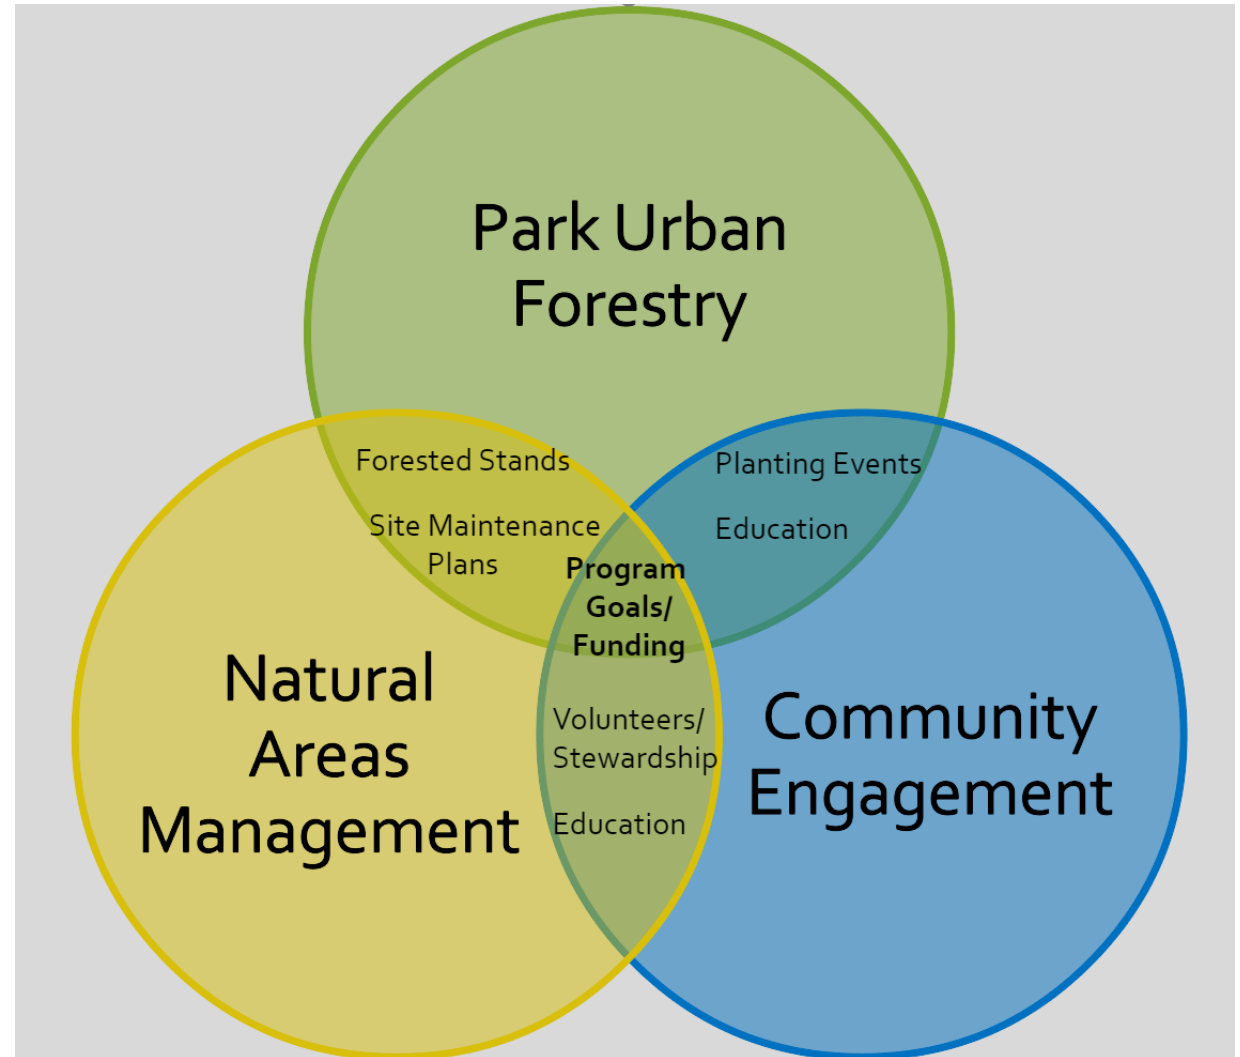 Park Urban
Forestry
Forested Stands
Site Maintenance
Plans
Planting Events
Education
Program
Goals/
Funding
Natural
Areas
Management
Volunteers/
Stewardship
Education
Community
Engagement